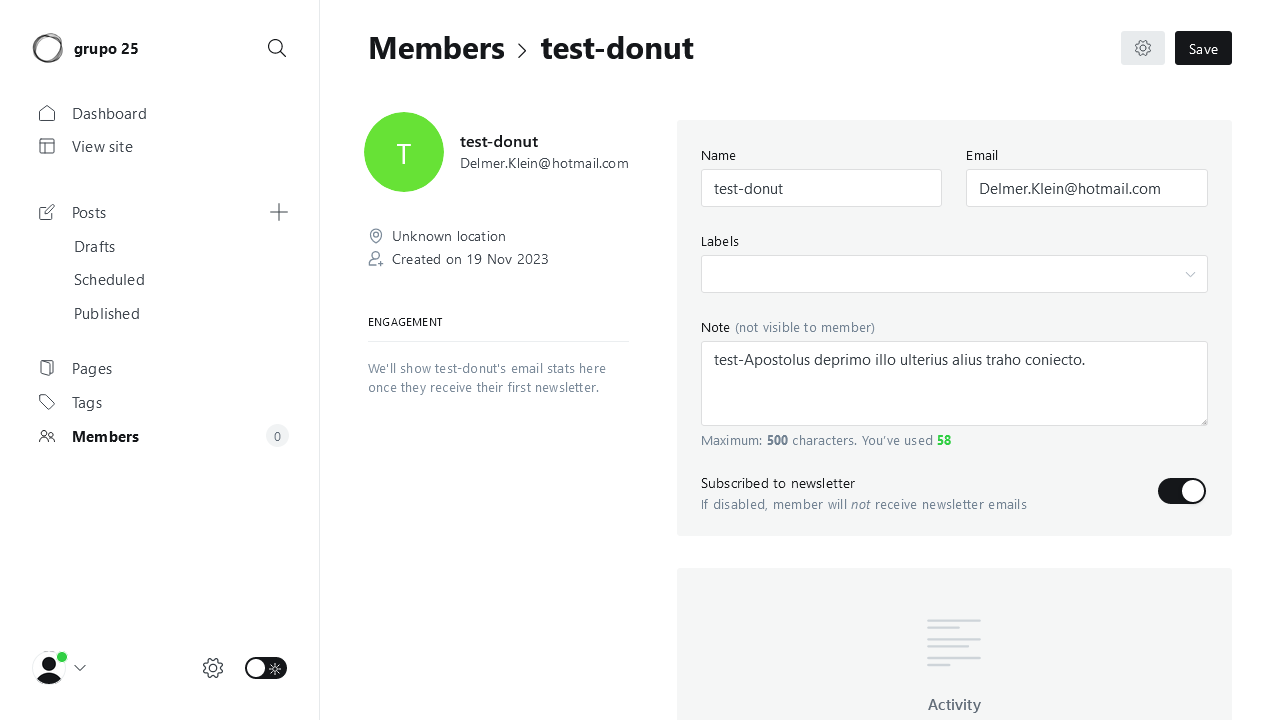 grupo 25
Dashboard
View site
Posts
Drafts
Scheduled
Published
Pages
Tags
Members 0
Members > test-donut
Save
T
test-donut
Delmer.Klein@hotmail.com
Unknown location
Created on 19 Nov 2023
ENGAGEMENT
We'll show test-donut's email stats here
once they receive their first newsletter.
Name
test-donut
Email
Delmer.Klein@hotmail.com
Labels
Note (not visible to member)
test-Apostolus deprimo illo ulterius alius traho coniecto.
Maximum: 500 characters. You've used 58
Subscribed to newsletter
If disabled, member will not receive newsletter emails
Activity